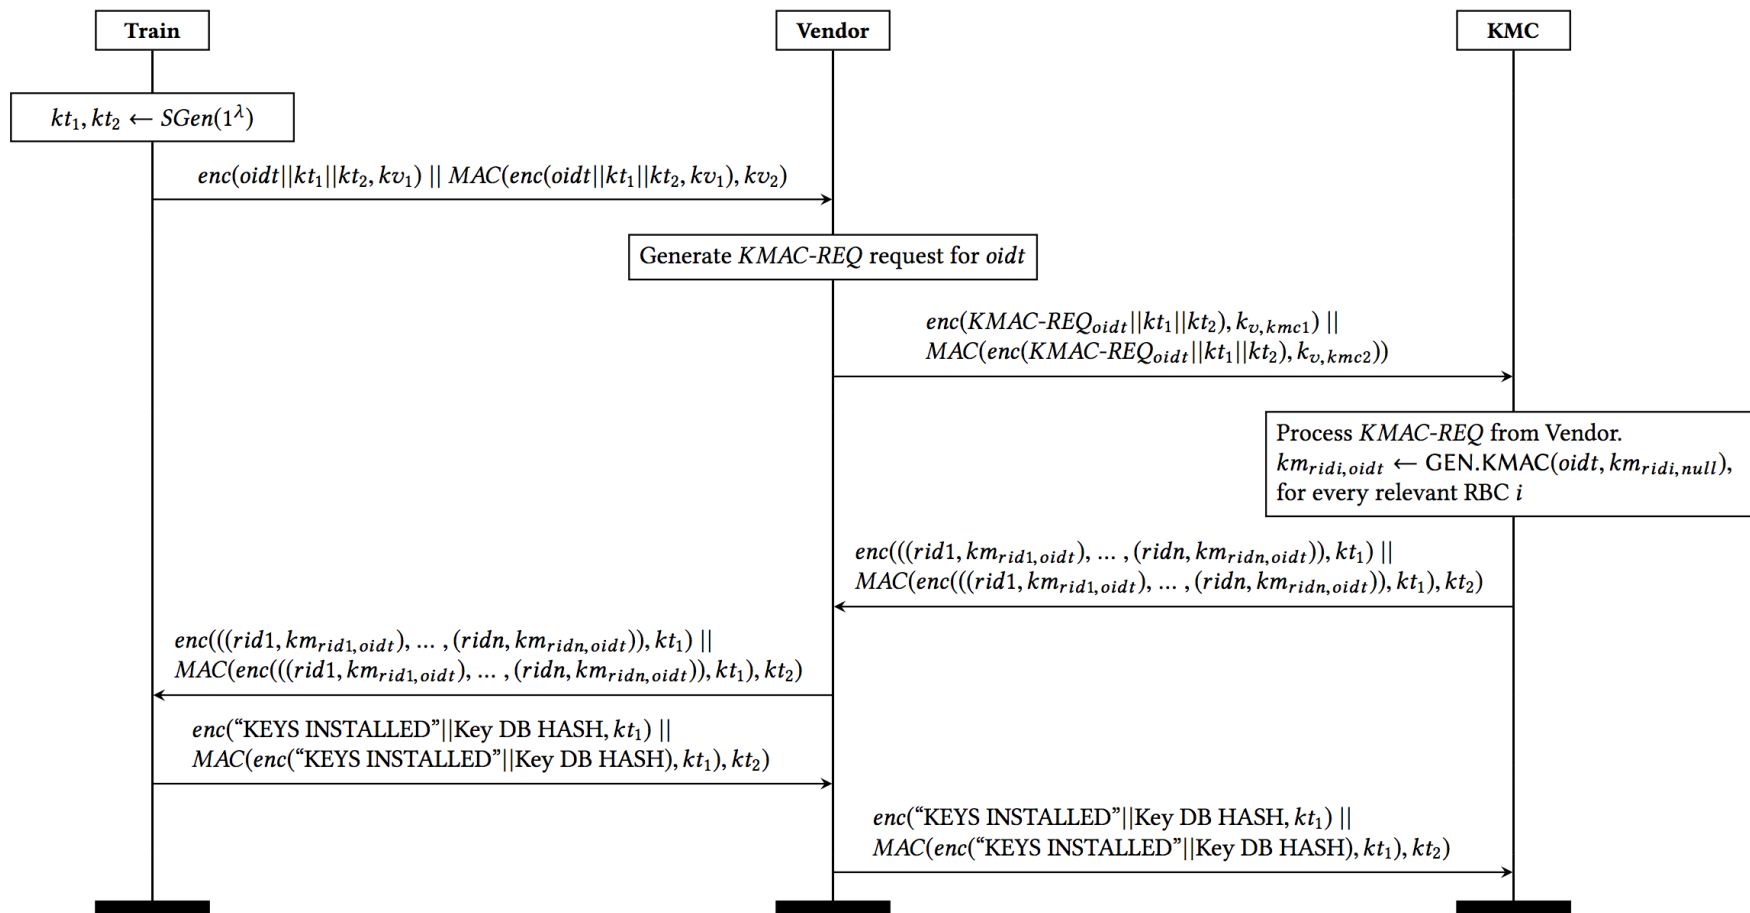 Train Vendor KMC
kt₁, kt₂ ← SGen(1^λ)
enc(oidt||kt₁||kt₂, kv₁) || MAC(enc(oidt||kt₁||kt₂, kv₁), kv₂)
Generate KMAC-REQ request for oidt
enc(KMAC-REQ_oidt||kt₁||kt₂), k_v,kmc1) ||
MAC(enc(KMAC-REQ_oidt||kt₁||kt₂), k_v,kmc2))
Process KMAC-REQ from Vendor.
km_ridi,oidt ← GEN.KMAC(oidt, km_ridi,null),
for every relevant RBC i
enc(((rid1, km_rid1,oidt), … , (ridn, km_ridn,oidt)), kt₁) ||
MAC(enc(((rid1, km_rid1,oidt), … , (ridn, km_ridn,oidt)), kt₁), kt₂)
enc(((rid1, km_rid1,oidt), … , (ridn, km_ridn,oidt)), kt₁) ||
MAC(enc(((rid1, km_rid1,oidt), … , (ridn, km_ridn,oidt)), kt₁), kt₂)
enc(“KEYS INSTALLED”||Key DB HASH, kt₁) ||
MAC(enc(“KEYS INSTALLED”||Key DB HASH), kt₁), kt₂)
enc(“KEYS INSTALLED”||Key DB HASH, kt₁) ||
MAC(enc(“KEYS INSTALLED”||Key DB HASH), kt₁), kt₂)